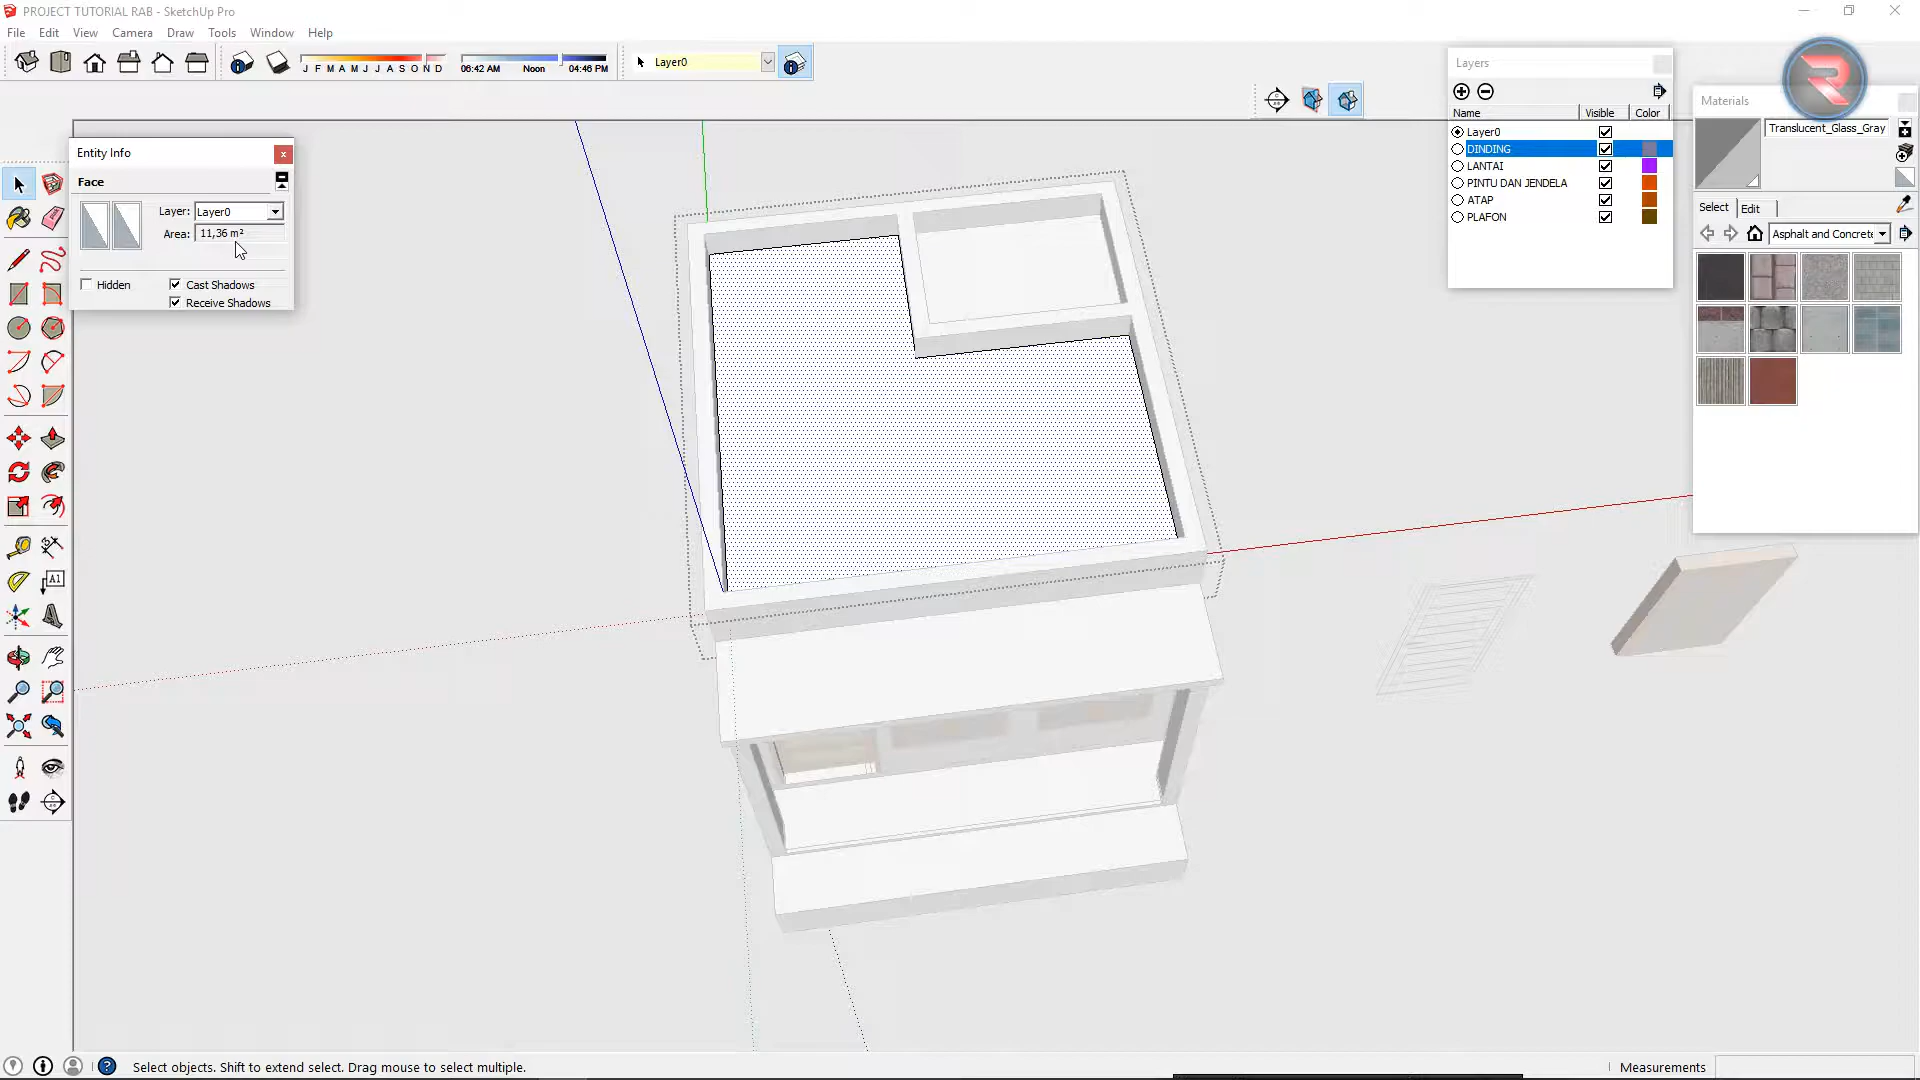 PROJECT TUTORIAL RAB - SketchUp Pro
File Edit View Camera Draw Tools Window Help
J F M A M J J A S O N D
06:42 AM Noon 04:46 PM
Layer0
Layers
Name Visible Color
Layer0
DINDING
LANTAI
PINTU DAN JENDELA
ATAP
PLAFON
Materials
Translucent_Glass_Gray
Select Edit
Asphalt and Concrete
Entity Info
Face
Layer: Layer0
Area: 11,36 m²
Hidden
Cast Shadows
Receive Shadows
A1
Select objects. Shift to extend select. Drag mouse to select multiple.
Measurements